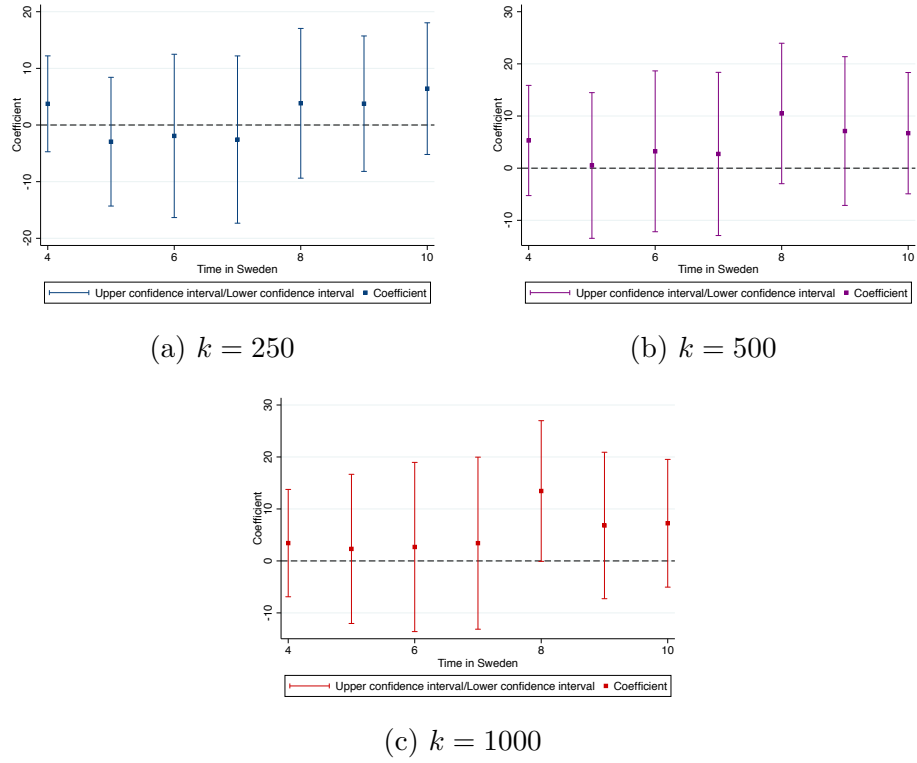 20
10
0
-10
-20
Coefficient
4
6
8
10
Time in Sweden
Upper confidence interval/Lower confidence interval
Coefficient
(a) k = 250
30
20
10
0
-10
Coefficient
4
6
8
10
Time in Sweden
Upper confidence interval/Lower confidence interval
Coefficient
(b) k = 500
30
20
10
0
-10
Coefficient
4
6
8
10
Time in Sweden
Upper confidence interval/Lower confidence interval
Coefficient
(c) k = 1000